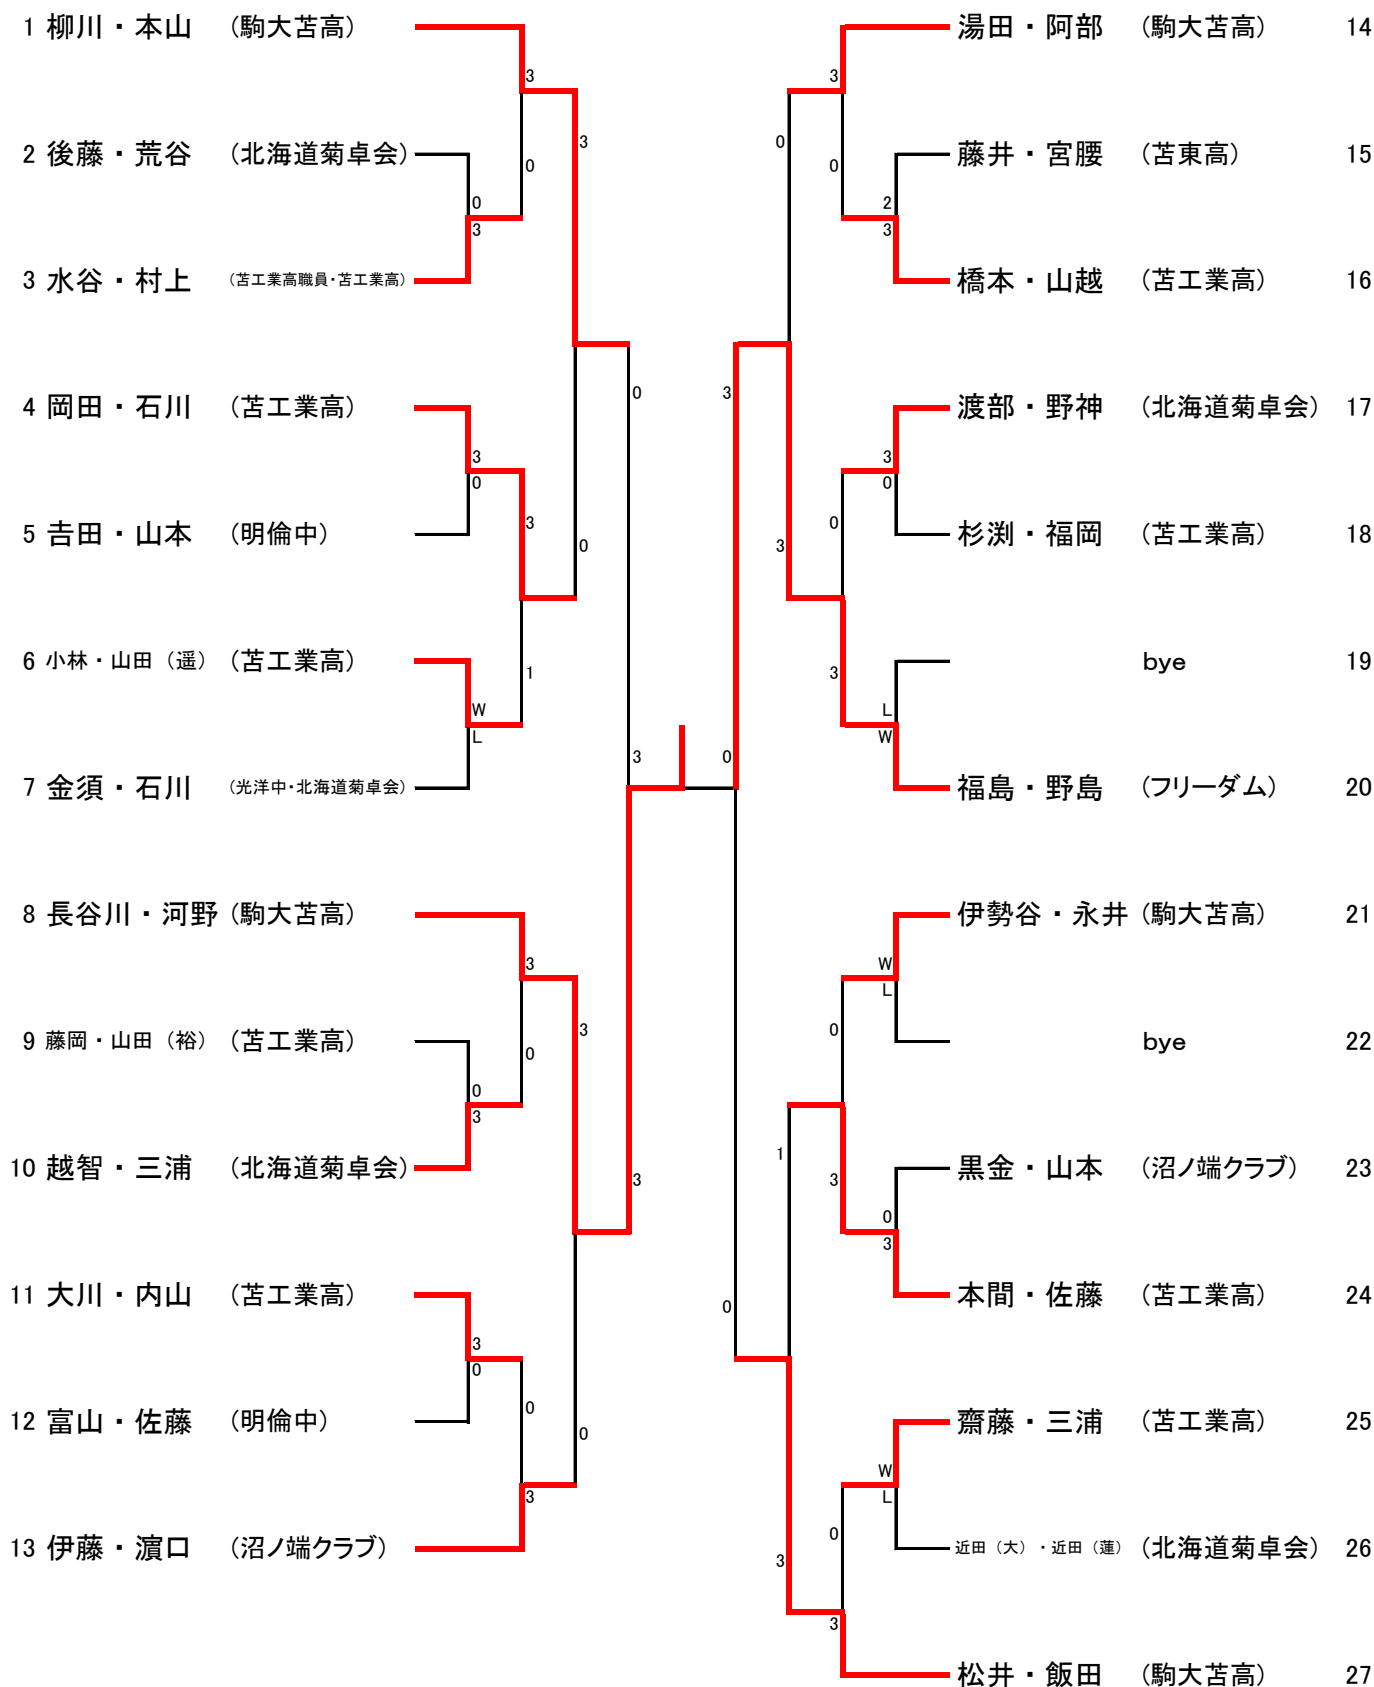 1 柳川・本山 (駒大苫高)
2 後藤・荒谷 (北海道菊卓会)
3 水谷・村上 (苫工業高職員・苫工業高)
4 岡田・石川 (苫工業高)
5 吉田・山本 (明倫中)
6 小林・山田(遥) (苫工業高)
7 金須・石川 (光洋中・北海道菊卓会)
8 長谷川・河野 (駒大苫高)
9 藤岡・山田(裕) (苫工業高)
10 越智・三浦 (北海道菊卓会)
11 大川・内山 (苫工業高)
12 富山・佐藤 (明倫中)
13 伊藤・濵口 (沼ノ端クラブ)
0
3
3
0
W
L
0
3
3
0
3
0
3
1
3
0
0
3
3
0
3
0
0
3
3
0
湯田・阿部 (駒大苫高) 14
藤井・宮腰 (苫東高) 15
橋本・山越 (苫工業高) 16
渡部・野神 (北海道菊卓会) 17
杉渕・福岡 (苫工業高) 18
bye 19
福島・野島 (フリーダム) 20
伊勢谷・永井 (駒大苫高) 21
bye 22
黒金・山本 (沼ノ端クラブ) 23
本間・佐藤 (苫工業高) 24
齋藤・三浦 (苫工業高) 25
近田(大)・近田(蓮) (北海道菊卓会) 26
松井・飯田 (駒大苫高) 27
2
3
3
0
L
W
W
L
0
3
W
L
3
0
0
3
0
3
0
3
0
3
1
3
3
0